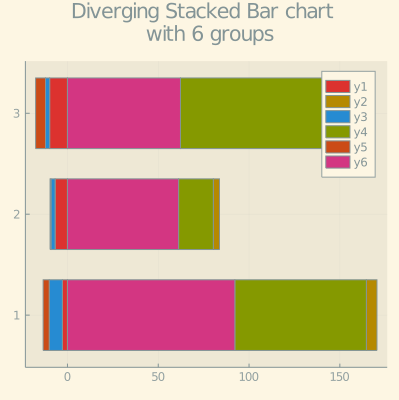 Diverging Stacked Bar chart
with 6 groups
y1
y2
y3
y4
y5
y6
3
2
1
0
50
100
150